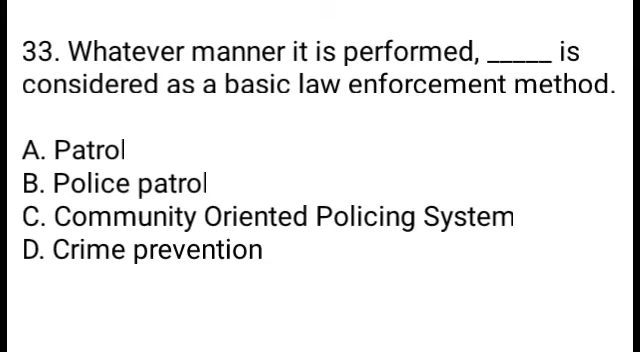 33. Whatever manner it is performed, _____ is
considered as a basic law enforcement method.
A. Patrol
B. Police patrol
C. Community Oriented Policing System
D. Crime prevention